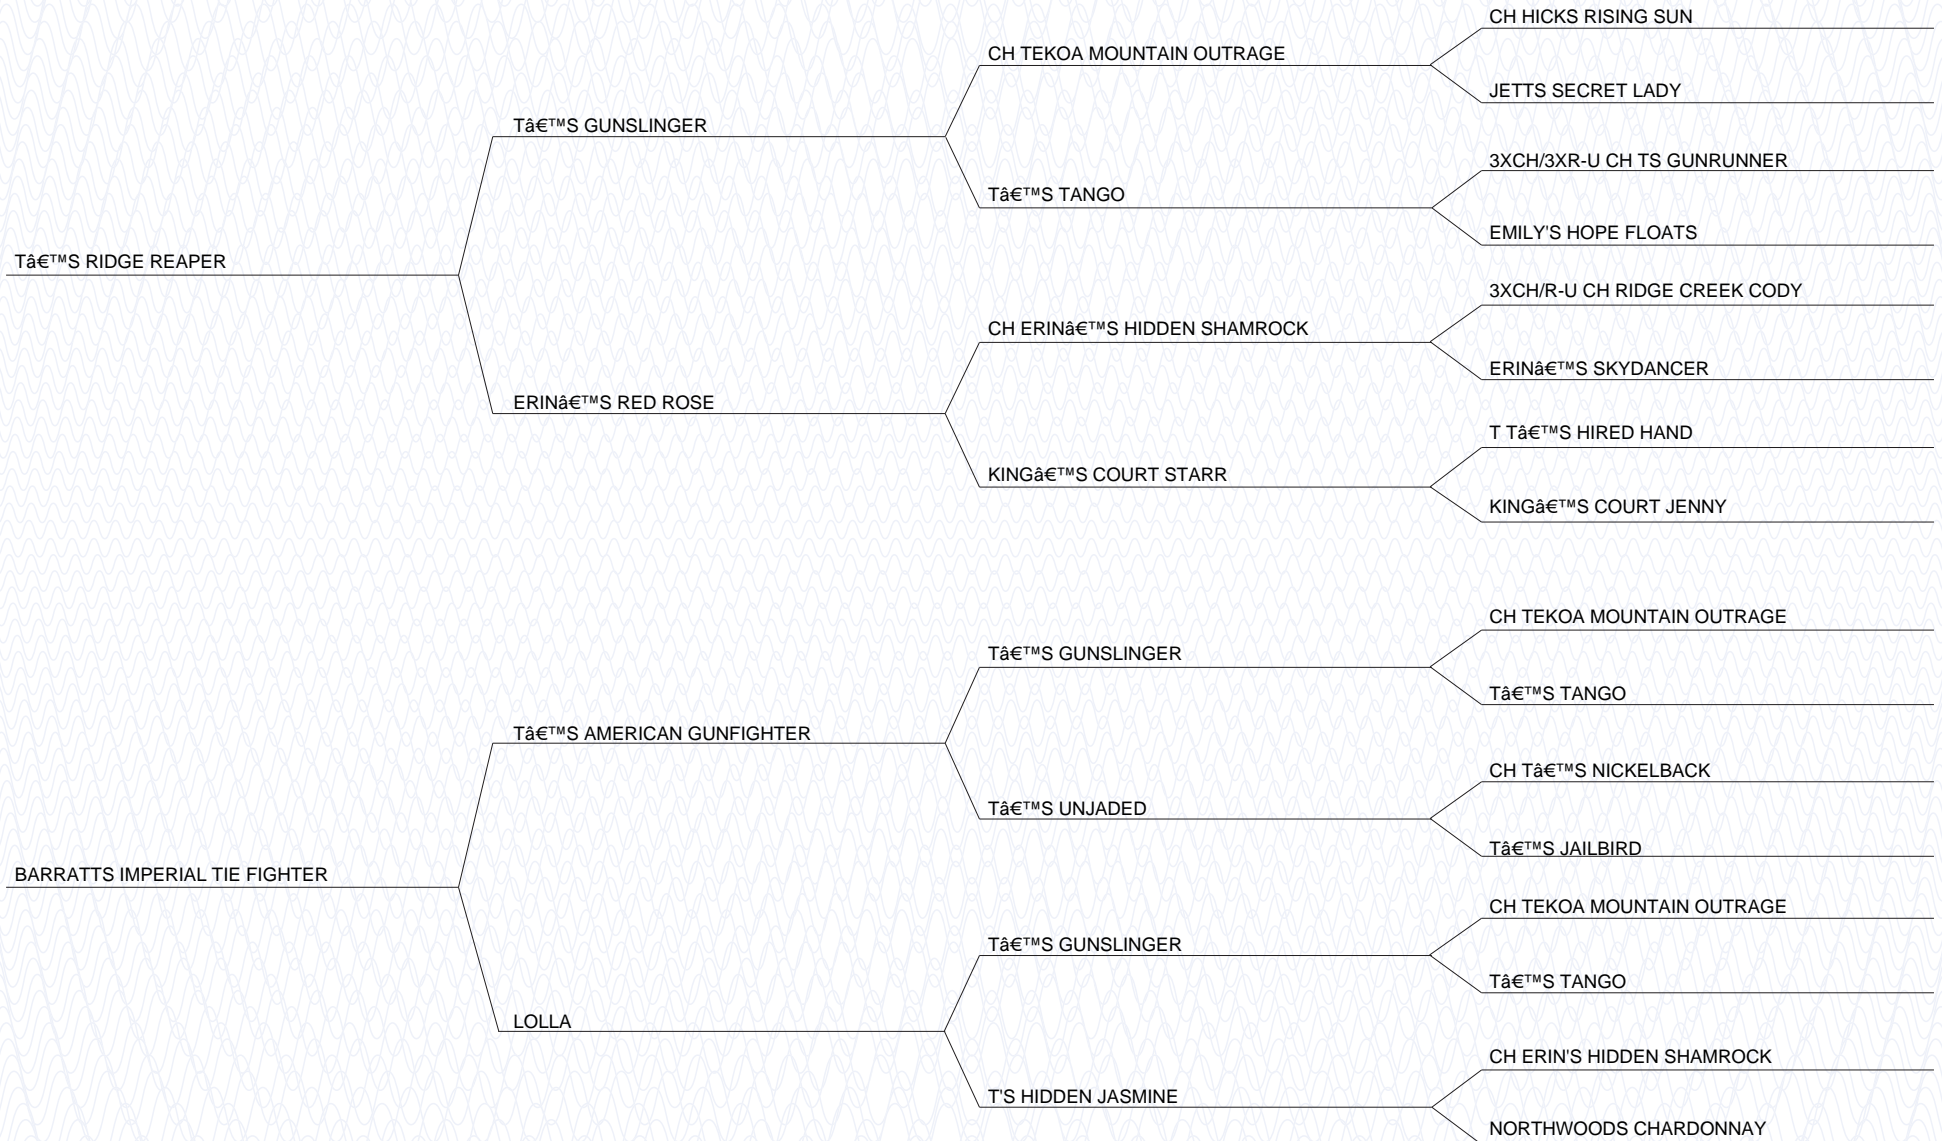 CH HICKS RISING SUN
CH TEKOA MOUNTAIN OUTRAGE
JETTS SECRET LADY
Tâ€™S GUNSLINGER
3XCH/3XR-U CH TS GUNRUNNER
Tâ€™S TANGO
EMILY'S HOPE FLOATS
Tâ€™S RIDGE REAPER
3XCH/R-U CH RIDGE CREEK CODY
CH ERINâ€™S HIDDEN SHAMROCK
ERINâ€™S SKYDANCER
ERINâ€™S RED ROSE
T Tâ€™S HIRED HAND
KINGâ€™S COURT STARR
KINGâ€™S COURT JENNY
CH TEKOA MOUNTAIN OUTRAGE
Tâ€™S GUNSLINGER
Tâ€™S TANGO
Tâ€™S AMERICAN GUNFIGHTER
CH Tâ€™S NICKELBACK
Tâ€™S UNJADED
Tâ€™S JAILBIRD
BARRATTS IMPERIAL TIE FIGHTER
CH TEKOA MOUNTAIN OUTRAGE
Tâ€™S GUNSLINGER
Tâ€™S TANGO
LOLLA
CH ERIN'S HIDDEN SHAMROCK
T'S HIDDEN JASMINE
NORTHWOODS CHARDONNAY